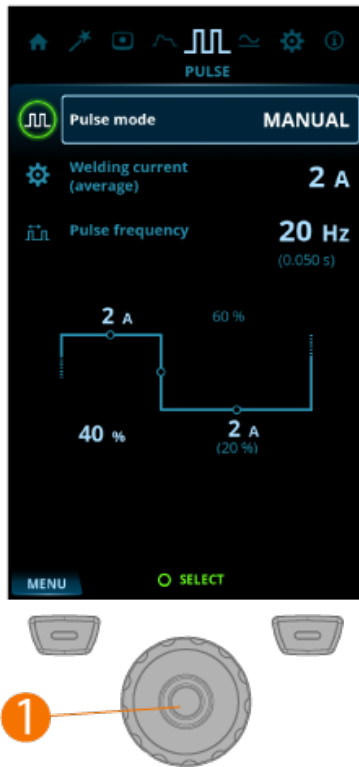 PULSE
Pulse mode MANUAL
Welding current
(average)
2 A
Pulse frequency 20 Hz
(0.050 s)
2 A 60 %
40 % 2 A
(20 %)
MENU SELECT
1